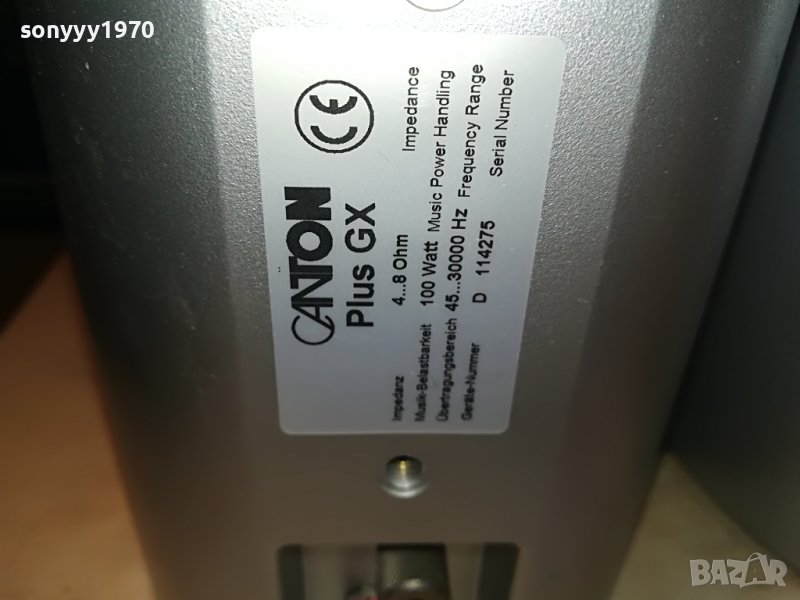 sonyyy1970
CANTON
Plus GX
CE
Impedanz 4...8 Ohm Impedance
Musik-Belastbarkeit 100 Watt Music Power Handling
Übertragungsbereich 45...30000 Hz Frequency Range
Geräte-Nummer D 114275 Serial Number
BAZAR